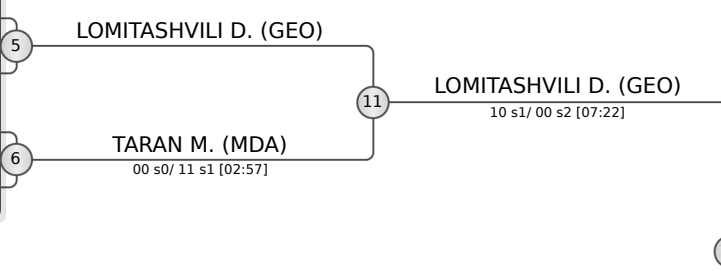 LOMITASHVILI D. (GEO)
5
11
LOMITASHVILI D. (GEO)
10 s1/ 00 s2 [07:22]
TARAN M. (MDA)
6
00 s0/ 11 s1 [02:57]